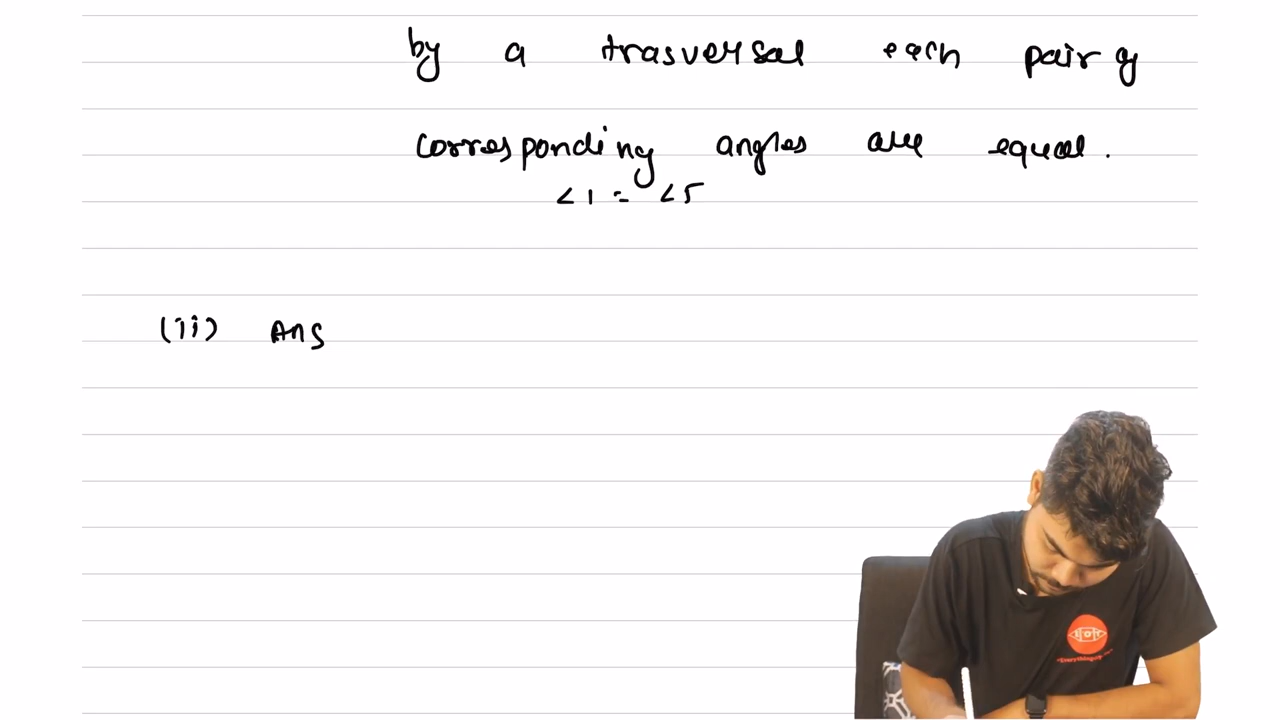 by a trasversal each pair of
corresponding angles are equal.
∠1 = ∠5
(ii) Ans